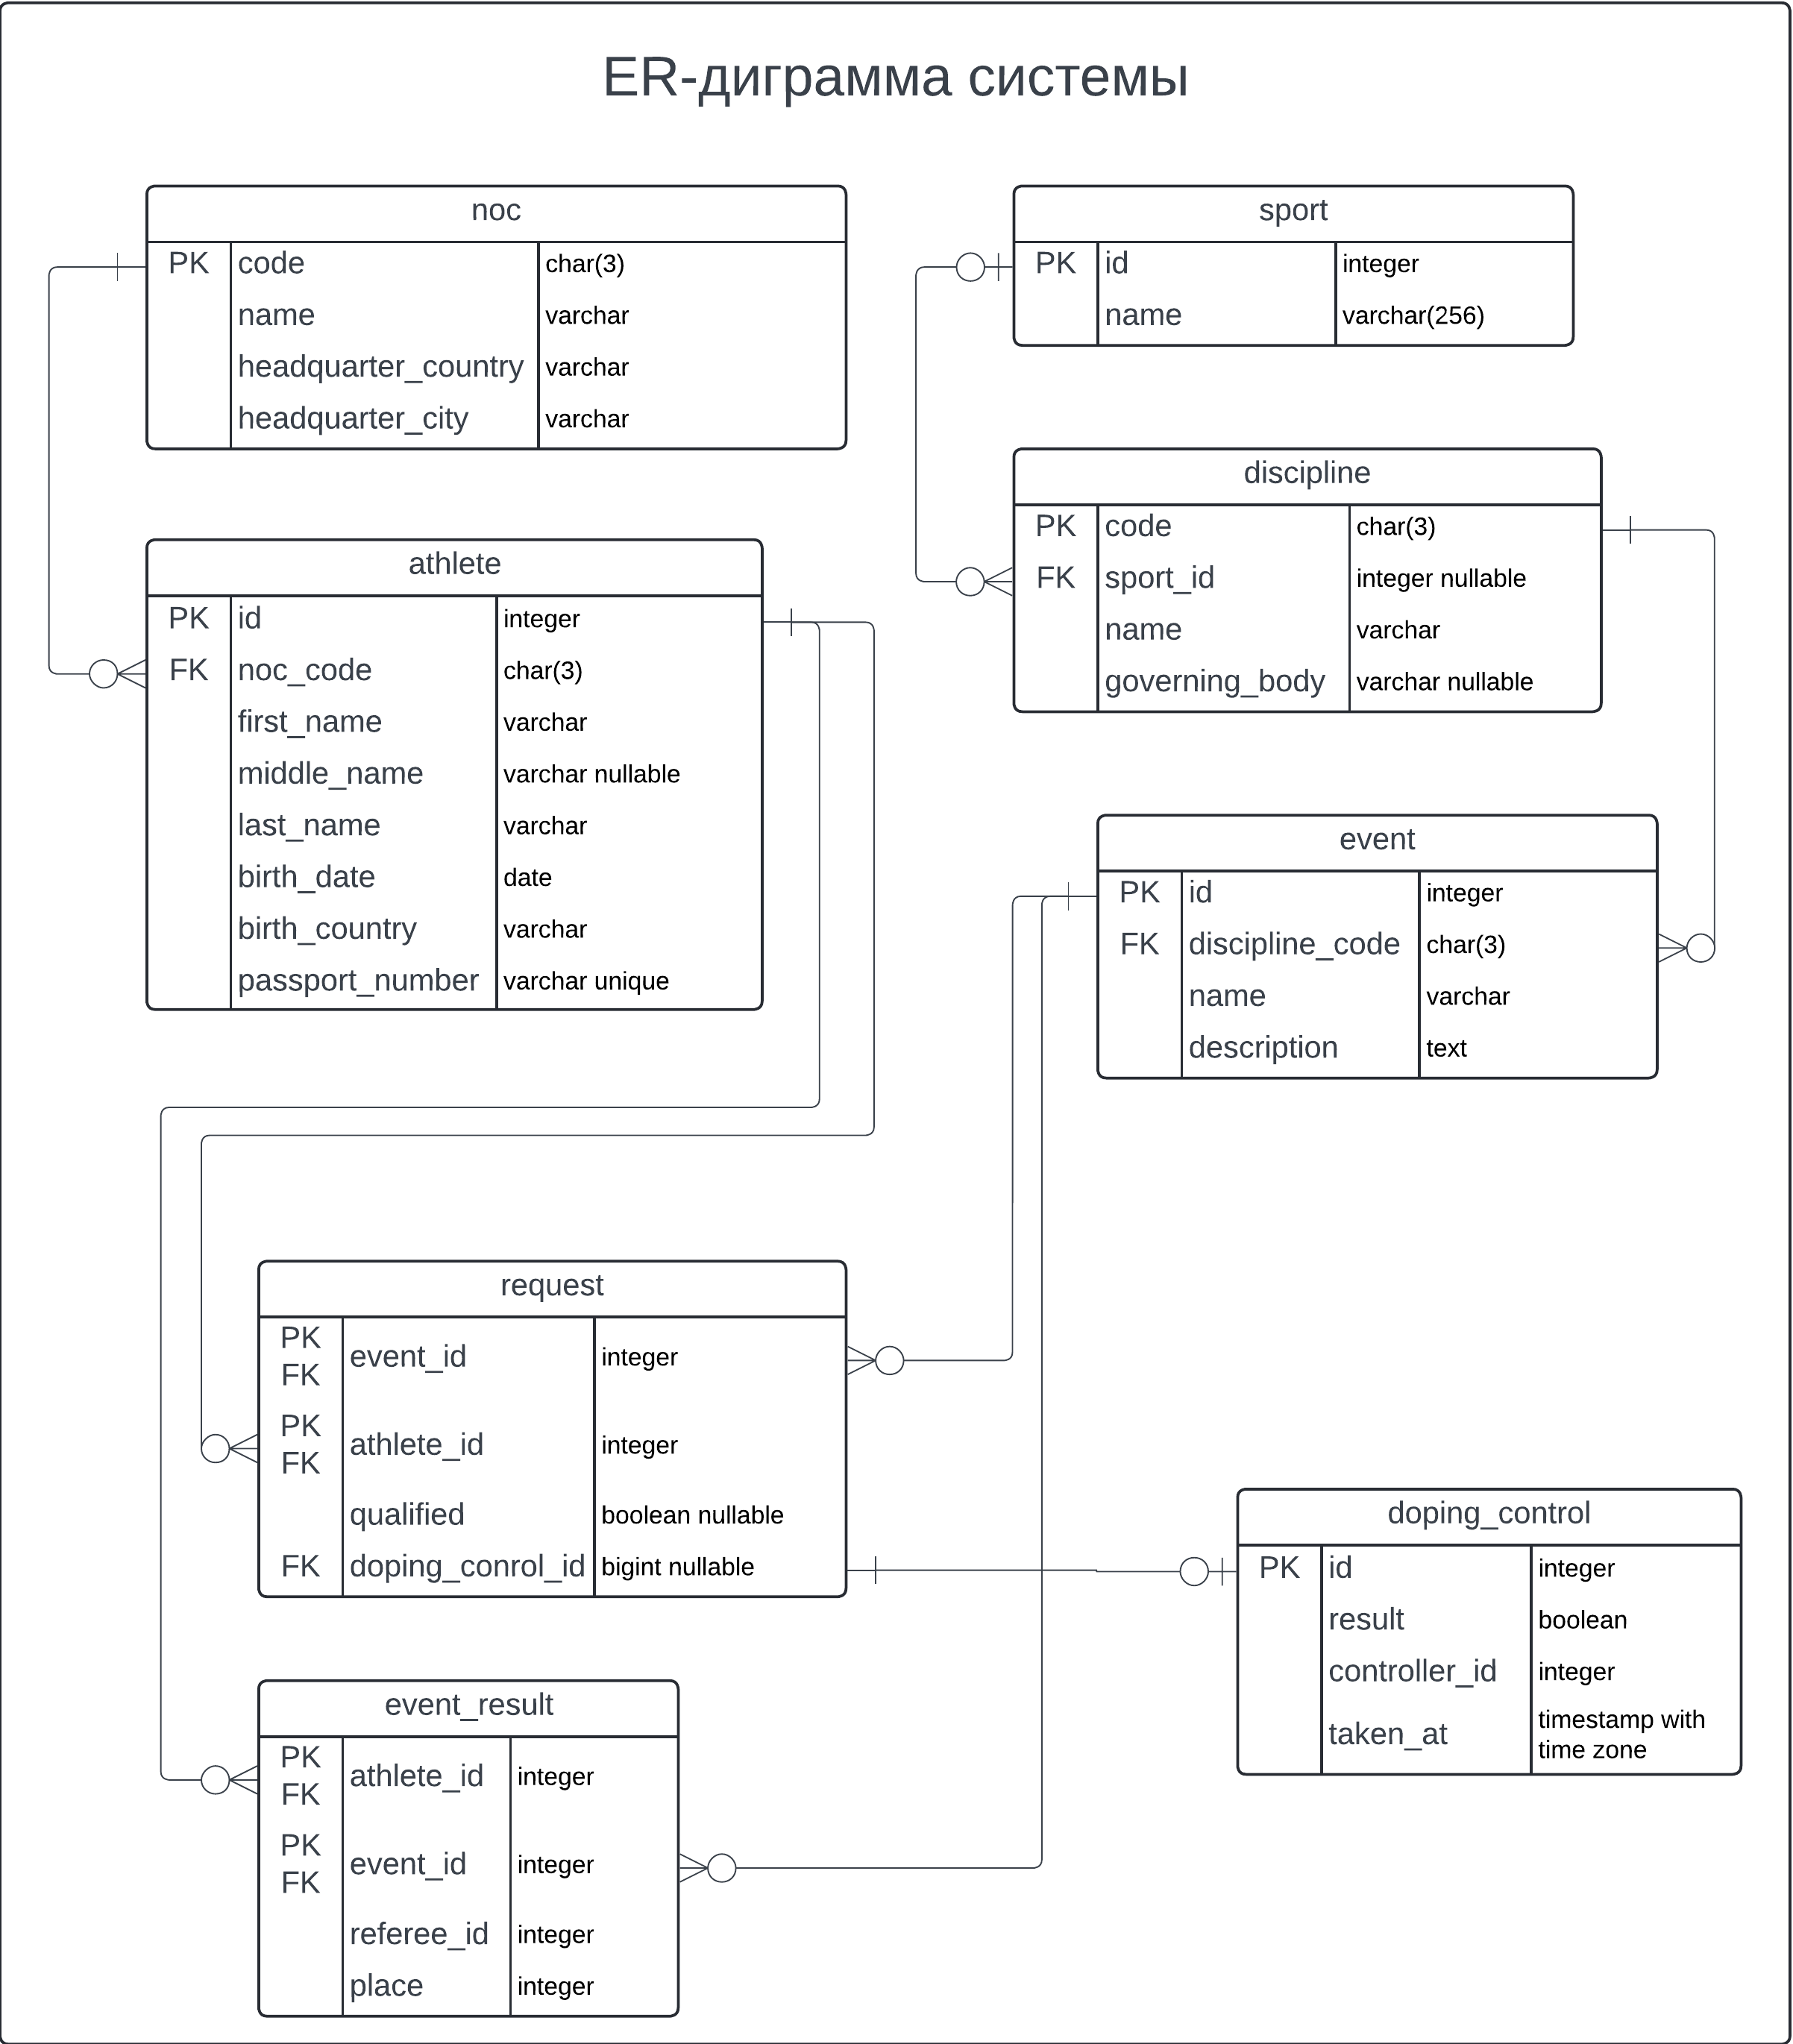 ER-диграмма системы
noc
PK code char(3)
name varchar
headquarter_country varchar
headquarter_city varchar
sport
PK id integer
name varchar(256)
discipline
PK code char(3)
FK sport_id integer nullable
name varchar
governing_body varchar nullable
athlete
PK id integer
FK noc_code char(3)
first_name varchar
middle_name varchar nullable
last_name varchar
birth_date date
birth_country varchar
passport_number varchar unique
event
PK id integer
FK discipline_code char(3)
name varchar
description text
request
PK
FK
event_id integer
PK
FK
athlete_id integer
qualified boolean nullable
FK doping_conrol_id bigint nullable
doping_control
PK id integer
result boolean
controller_id integer
taken_at timestamp with
time zone
event_result
PK
FK
athlete_id integer
PK
FK
event_id integer
referee_id integer
place integer